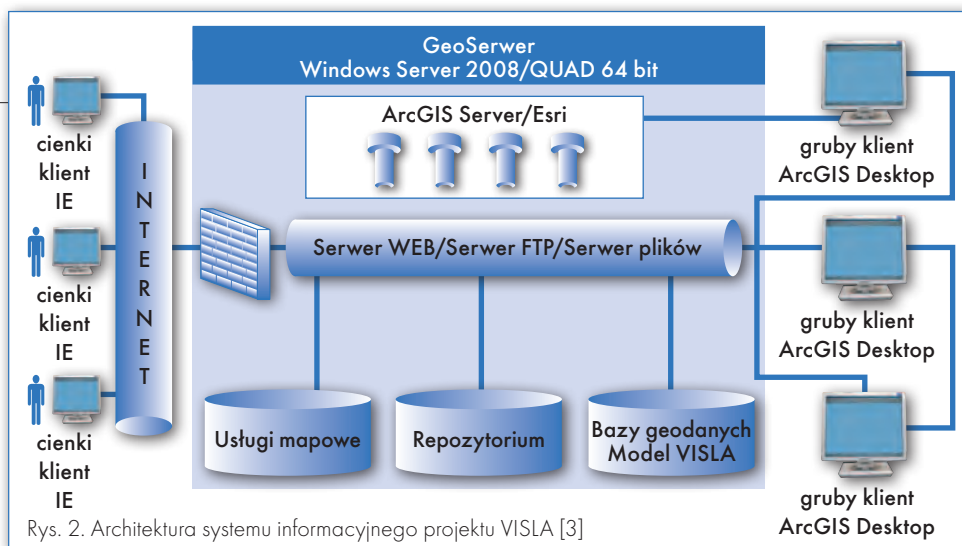 GeoSerwer
Windows Server 2008/QUAD 64 bit
ArcGIS Server/Esri
cienki
klient
IE
cienki
klient
IE
cienki
klient
IE
INTERNET
Serwer WEB/Serwer FTP/Serwer plików
Usługi mapowe
Repozytorium
Bazy geodanych
Model VISLA
gruby klient
ArcGIS Desktop
gruby klient
ArcGIS Desktop
gruby klient
ArcGIS Desktop
Rys. 2. Architektura systemu informacyjnego projektu VISLA [3]